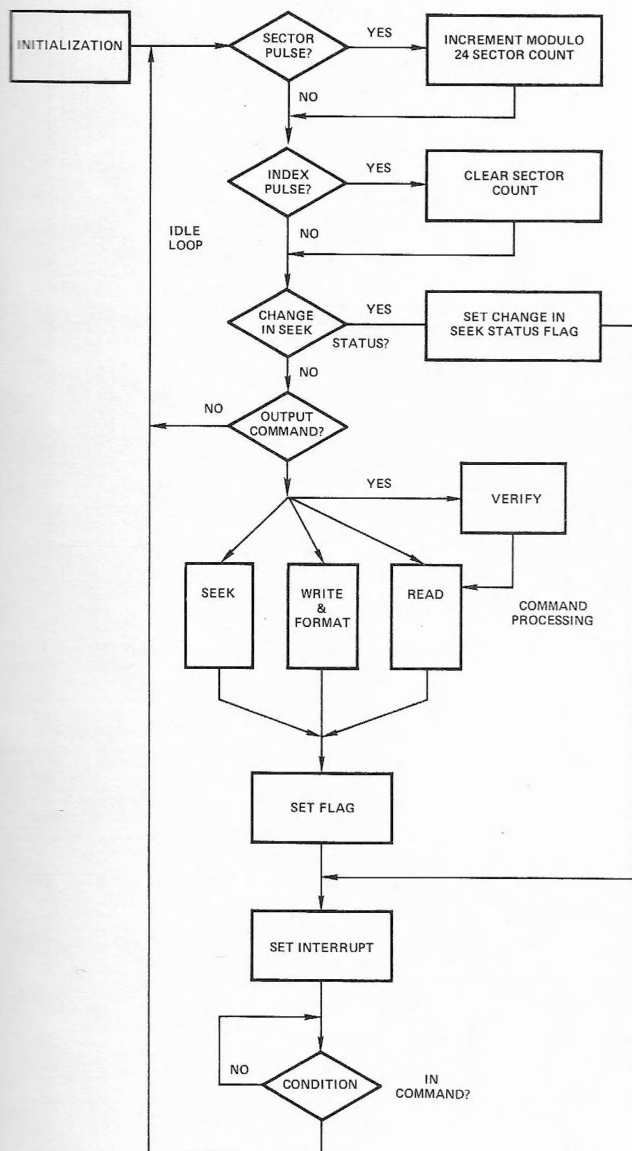 INITIALIZATION
SECTOR
PULSE?
YES
INCREMENT MODULO
24 SECTOR COUNT
NO
INDEX
PULSE?
YES
CLEAR SECTOR
COUNT
IDLE
LOOP
NO
CHANGE
IN SEEK
STATUS?
YES
SET CHANGE IN
SEEK STATUS FLAG
NO
NO
OUTPUT
COMMAND?
YES
VERIFY
SEEK
WRITE
&
FORMAT
READ
COMMAND
PROCESSING
SET FLAG
SET INTERRUPT
NO
CONDITION
IN
COMMAND?